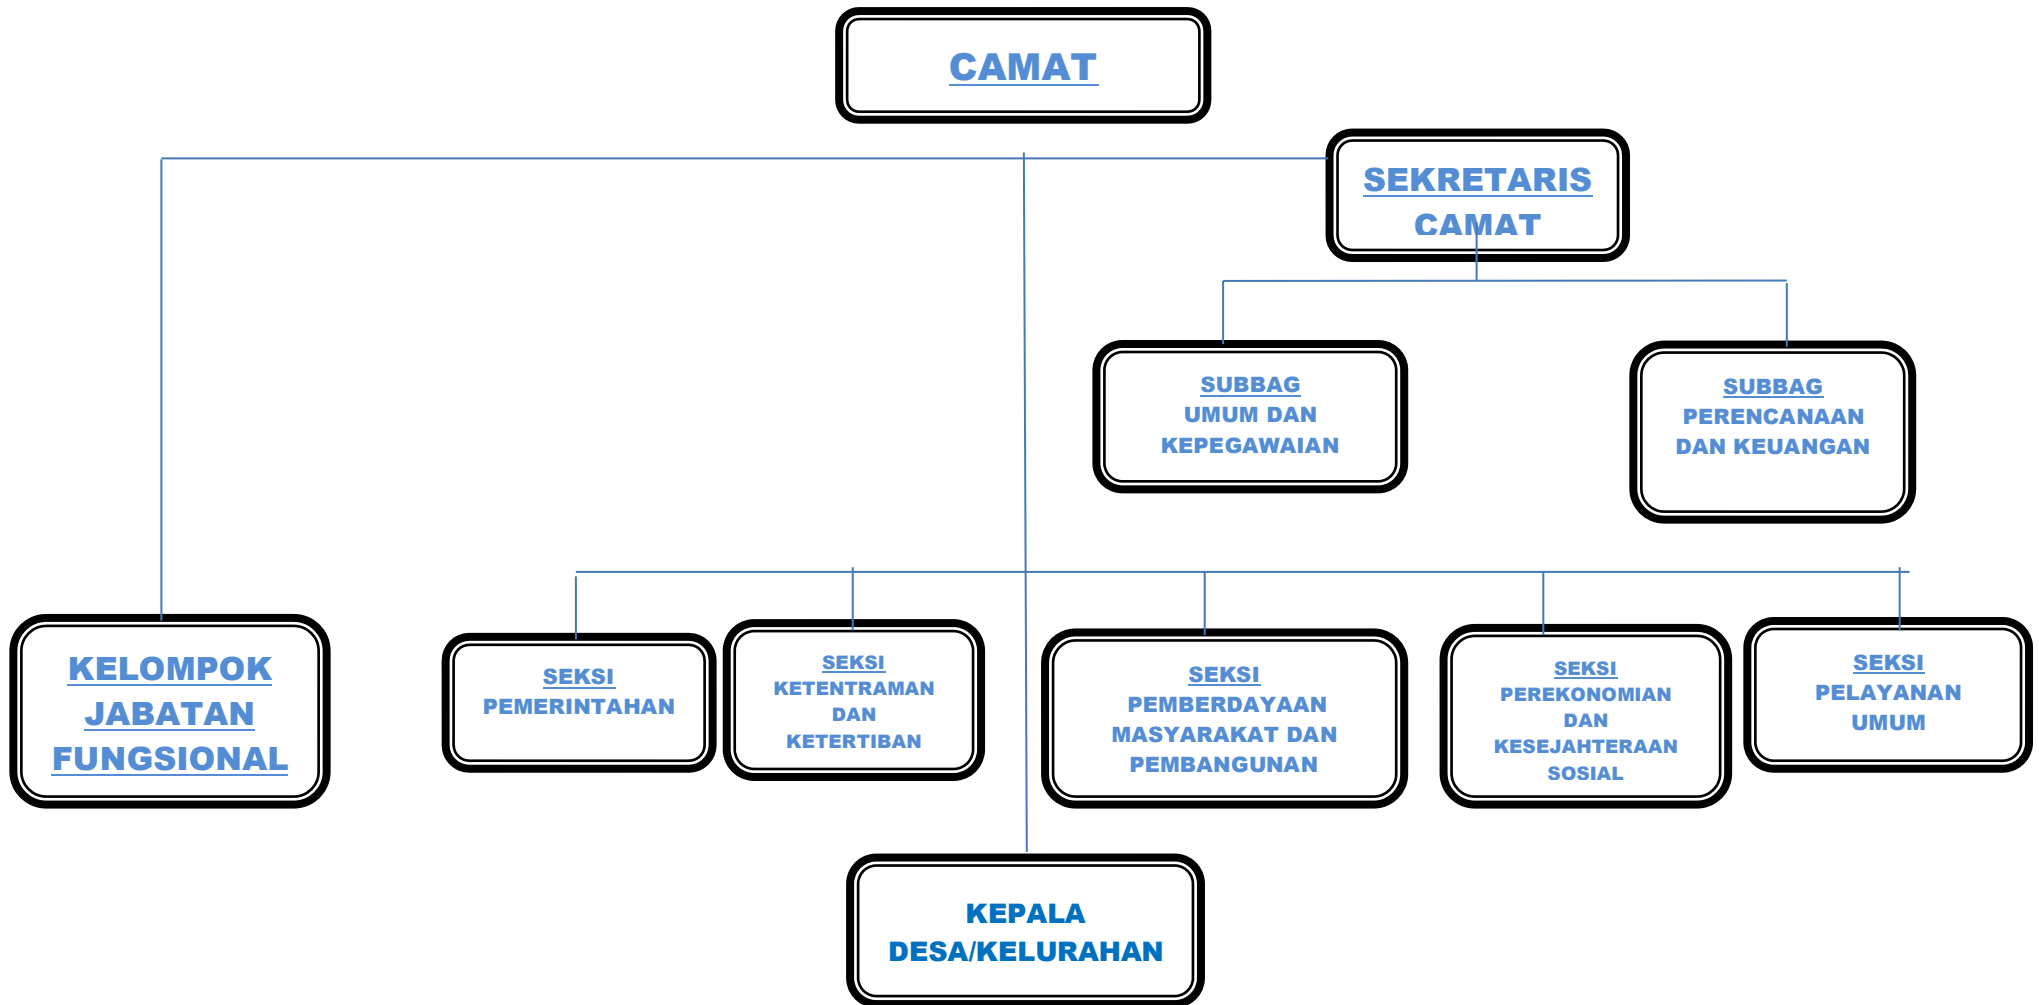 CAMAT
SEKRETARIS
CAMAT
SUBBAG
UMUM DAN
KEPEGAWAIAN
SUBBAG
PERENCANAAN
DAN KEUANGAN
KELOMPOK
JABATAN
FUNGSIONAL
SEKSI
PEMERINTAHAN
SEKSI
KETENTRAMAN
DAN
KETERTIBAN
SEKSI
PEMBERDAYAAN
MASYARAKAT DAN
PEMBANGUNAN
SEKSI
PEREKONOMIAN
DAN
KESEJAHTERAAN
SOSIAL
SEKSI
PELAYANAN
UMUM
KEPALA
DESA/KELURAHAN